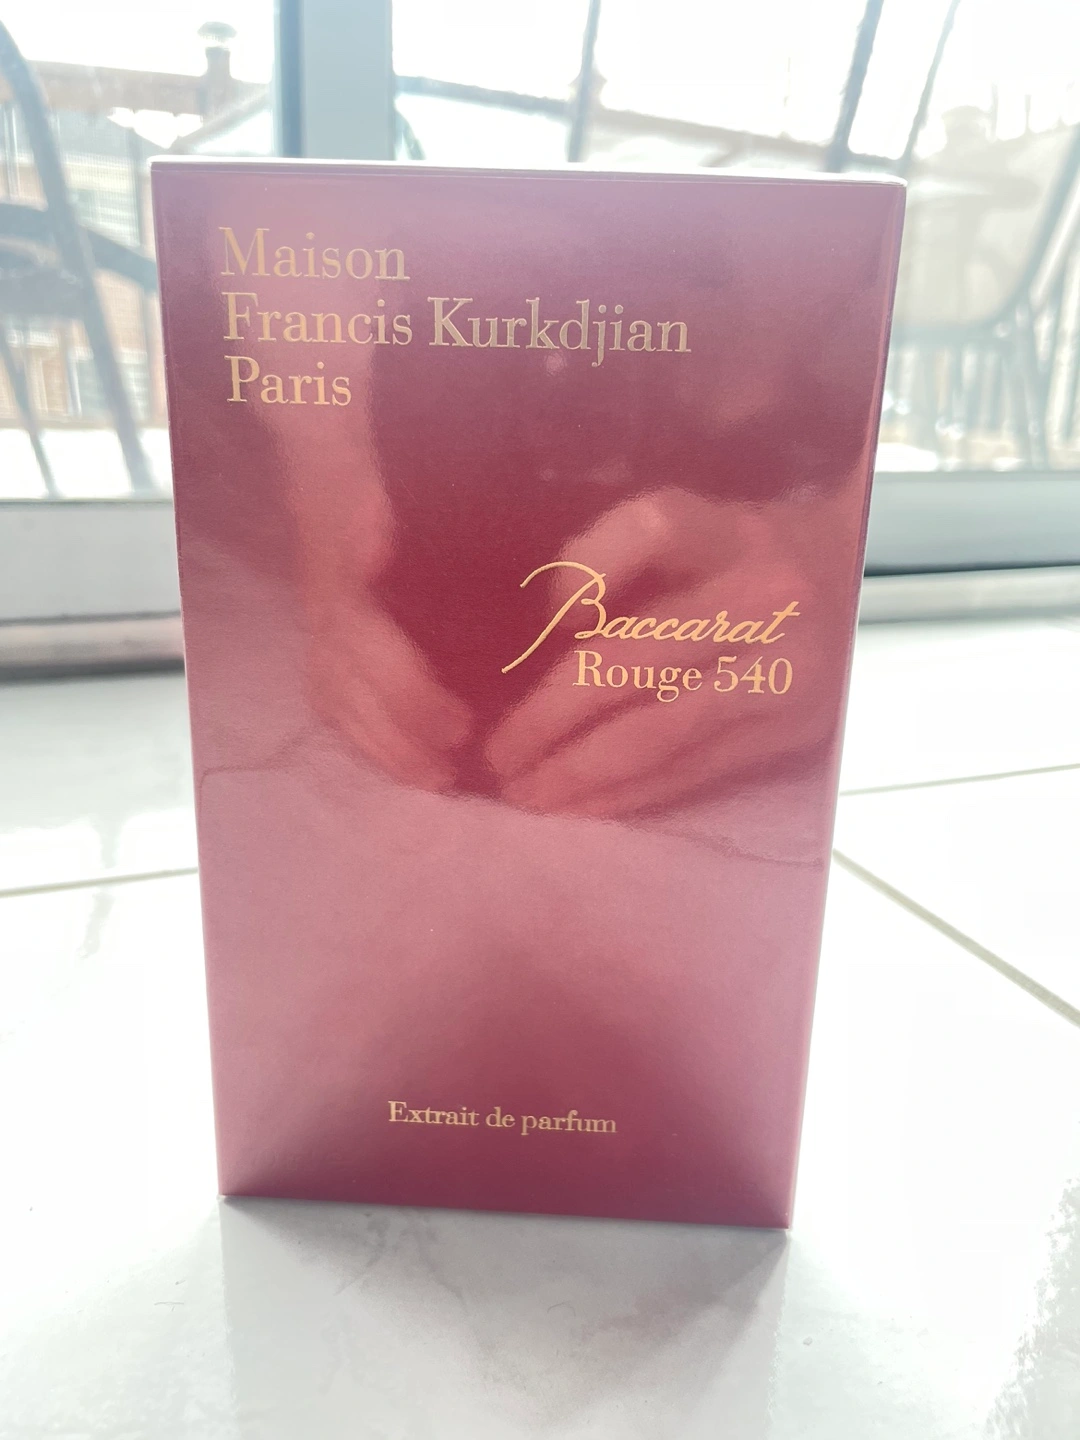 Maison
Francis Kurkdjian
Paris
Baccarat
Rouge 540
Extrait de parfum